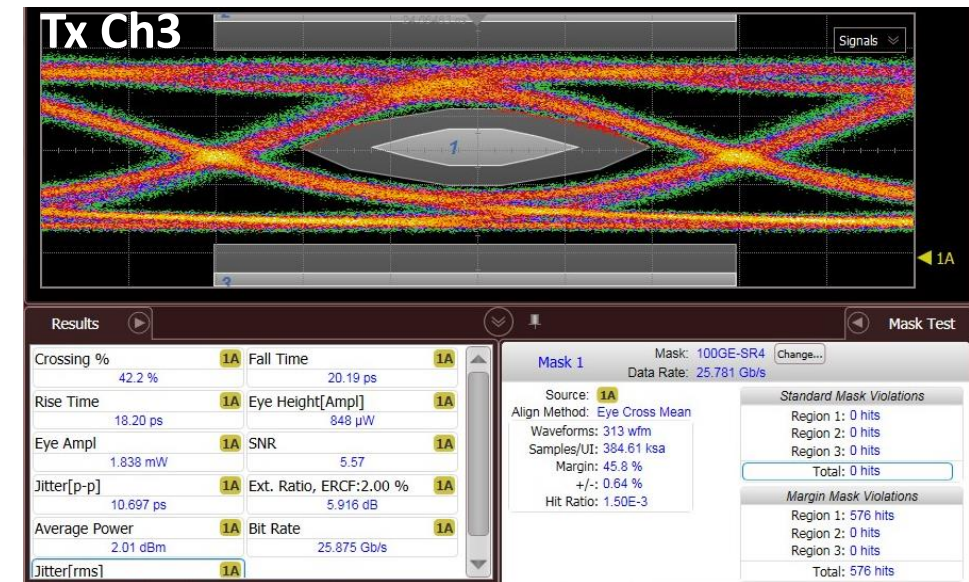 Tx Ch3
2
Signals
1
1A
3
Results
Mask Test
Crossing % 1A Fall Time 1A
42.2 % 20.19 ps
Rise Time 1A Eye Height[Ampl] 1A
18.20 ps 848 µW
Eye Ampl 1A SNR 1A
1.838 mW 5.57
Jitter[p-p] 1A Ext. Ratio, ERCF:2.00 % 1A
10.697 ps 5.916 dB
Average Power 1A Bit Rate 1A
2.01 dBm 25.875 Gb/s
Jitter[rms] 1A
Mask 1
Mask: 100GE-SR4 Change...
Data Rate: 25.781 Gb/s
Source: 1A
Align Method: Eye Cross Mean
Waveforms: 313 wfm
Samples/UI: 384.61 ksa
Margin: 45.8 %
+/-: 0.64 %
Hit Ratio: 1.50E-3
Standard Mask Violations
Region 1: 0 hits
Region 2: 0 hits
Region 3: 0 hits
Total: 0 hits
Margin Mask Violations
Region 1: 576 hits
Region 2: 0 hits
Region 3: 0 hits
Total: 576 hits